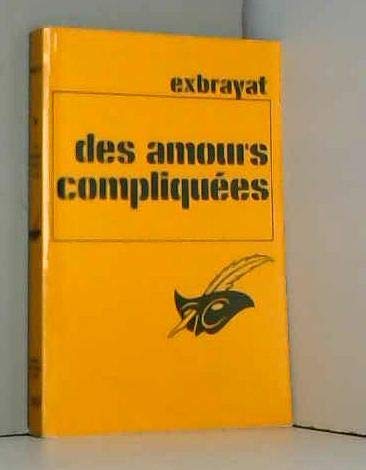 exbrayat
des amours
compliquées